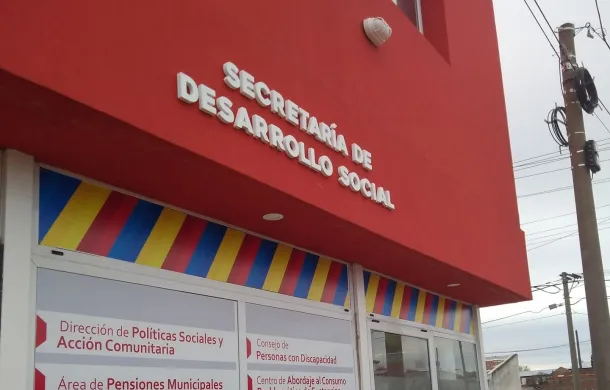 SECRETARÍA DE
DESARROLLO SOCIAL
Dirección de Políticas Sociales y
Acción Comunitaria
Área de Pensiones Municipales
Consejo de
Personas con Discapacidad
Centro de Abordaje al Consumo